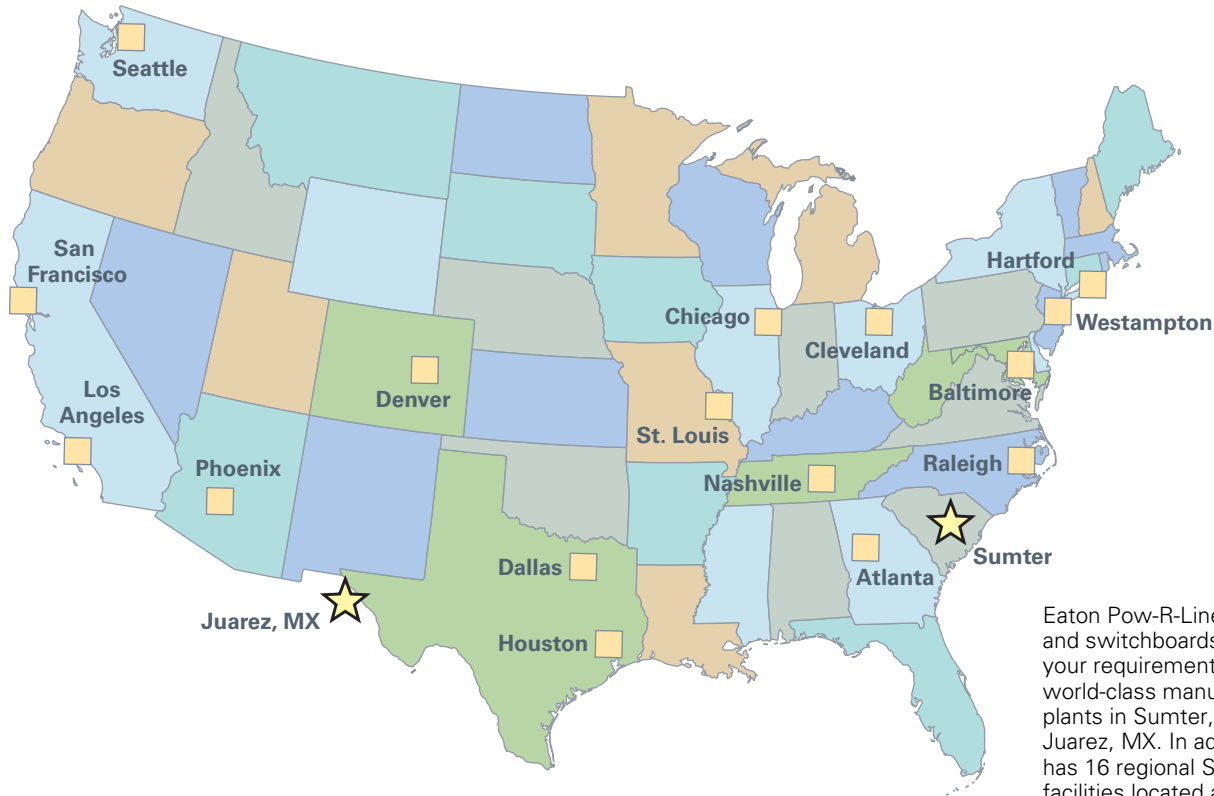 Seattle
San
Francisco
Los
Angeles
Phoenix
Denver
Juarez, MX
Dallas
Houston
St. Louis
Chicago
Nashville
Cleveland
Atlanta
Sumter
Raleigh
Baltimore
Westampton
Hartford
Eaton Pow-R-Line
and switchboards
your requirement
world-class manu
plants in Sumter,
Juarez, MX. In ad
has 16 regional S
facilities located a